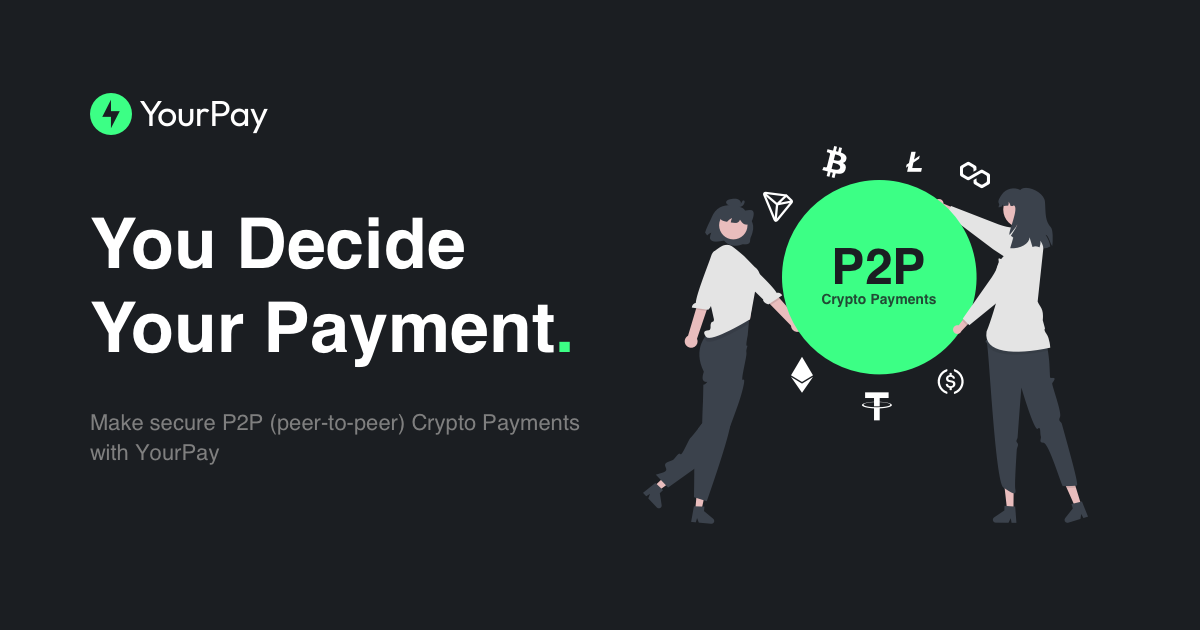 YourPay
You Decide
Your Payment.
Make secure P2P (peer-to-peer) Crypto Payments
with YourPay
P2P
Crypto Payments